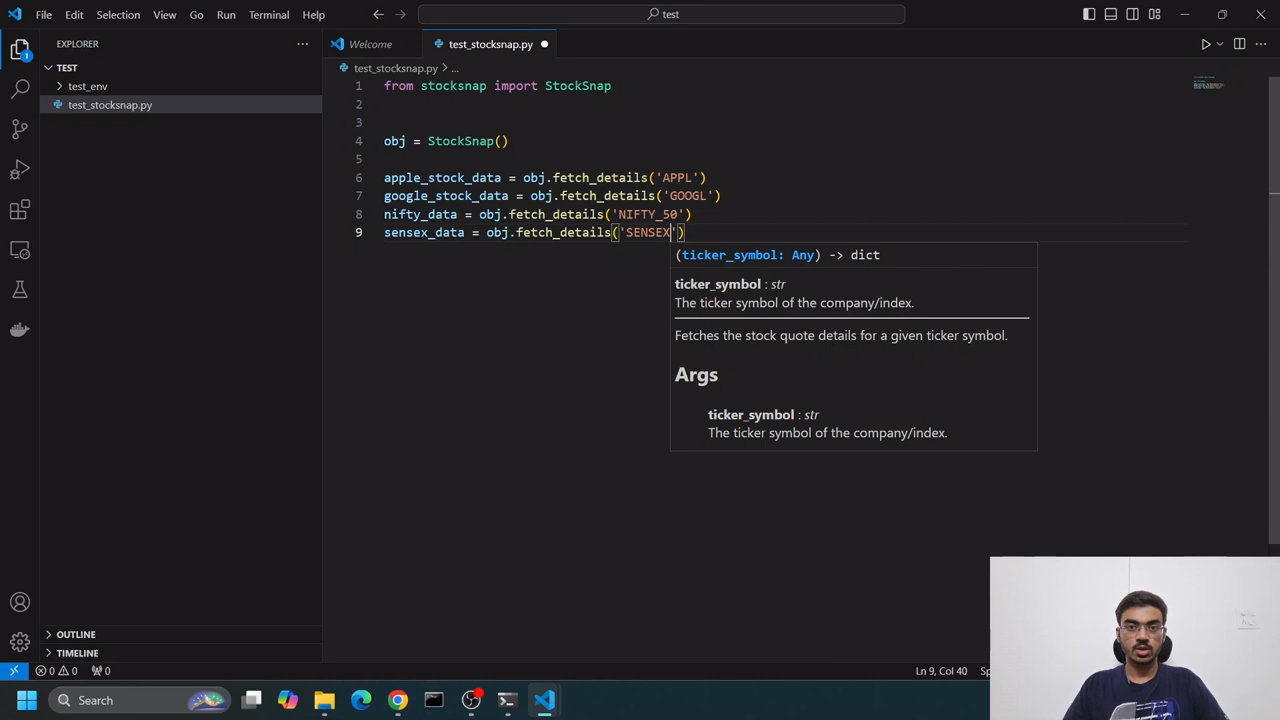 File Edit Selection View Go Run Terminal Help
test
EXPLORER
Welcome
test_stocksnap.py
TEST
test_env
test_stocksnap.py
test_stocksnap.py > ...
1 from stocksnap import StockSnap
2
3
4 obj = StockSnap()
5
6 apple_stock_data = obj.fetch_details('APPL')
7 google_stock_data = obj.fetch_details('GOOGL')
8 nifty_data = obj.fetch_details('NIFTY_50')
9 sensex_data = obj.fetch_details('SENSEX')
(ticker_symbol: Any) -> dict
ticker_symbol : str
The ticker symbol of the company/index.
Fetches the stock quote details for a given ticker symbol.
Args
ticker_symbol : str
The ticker symbol of the company/index.
1
OUTLINE
TIMELINE
0 0 0
Ln 9, Col 40
Search